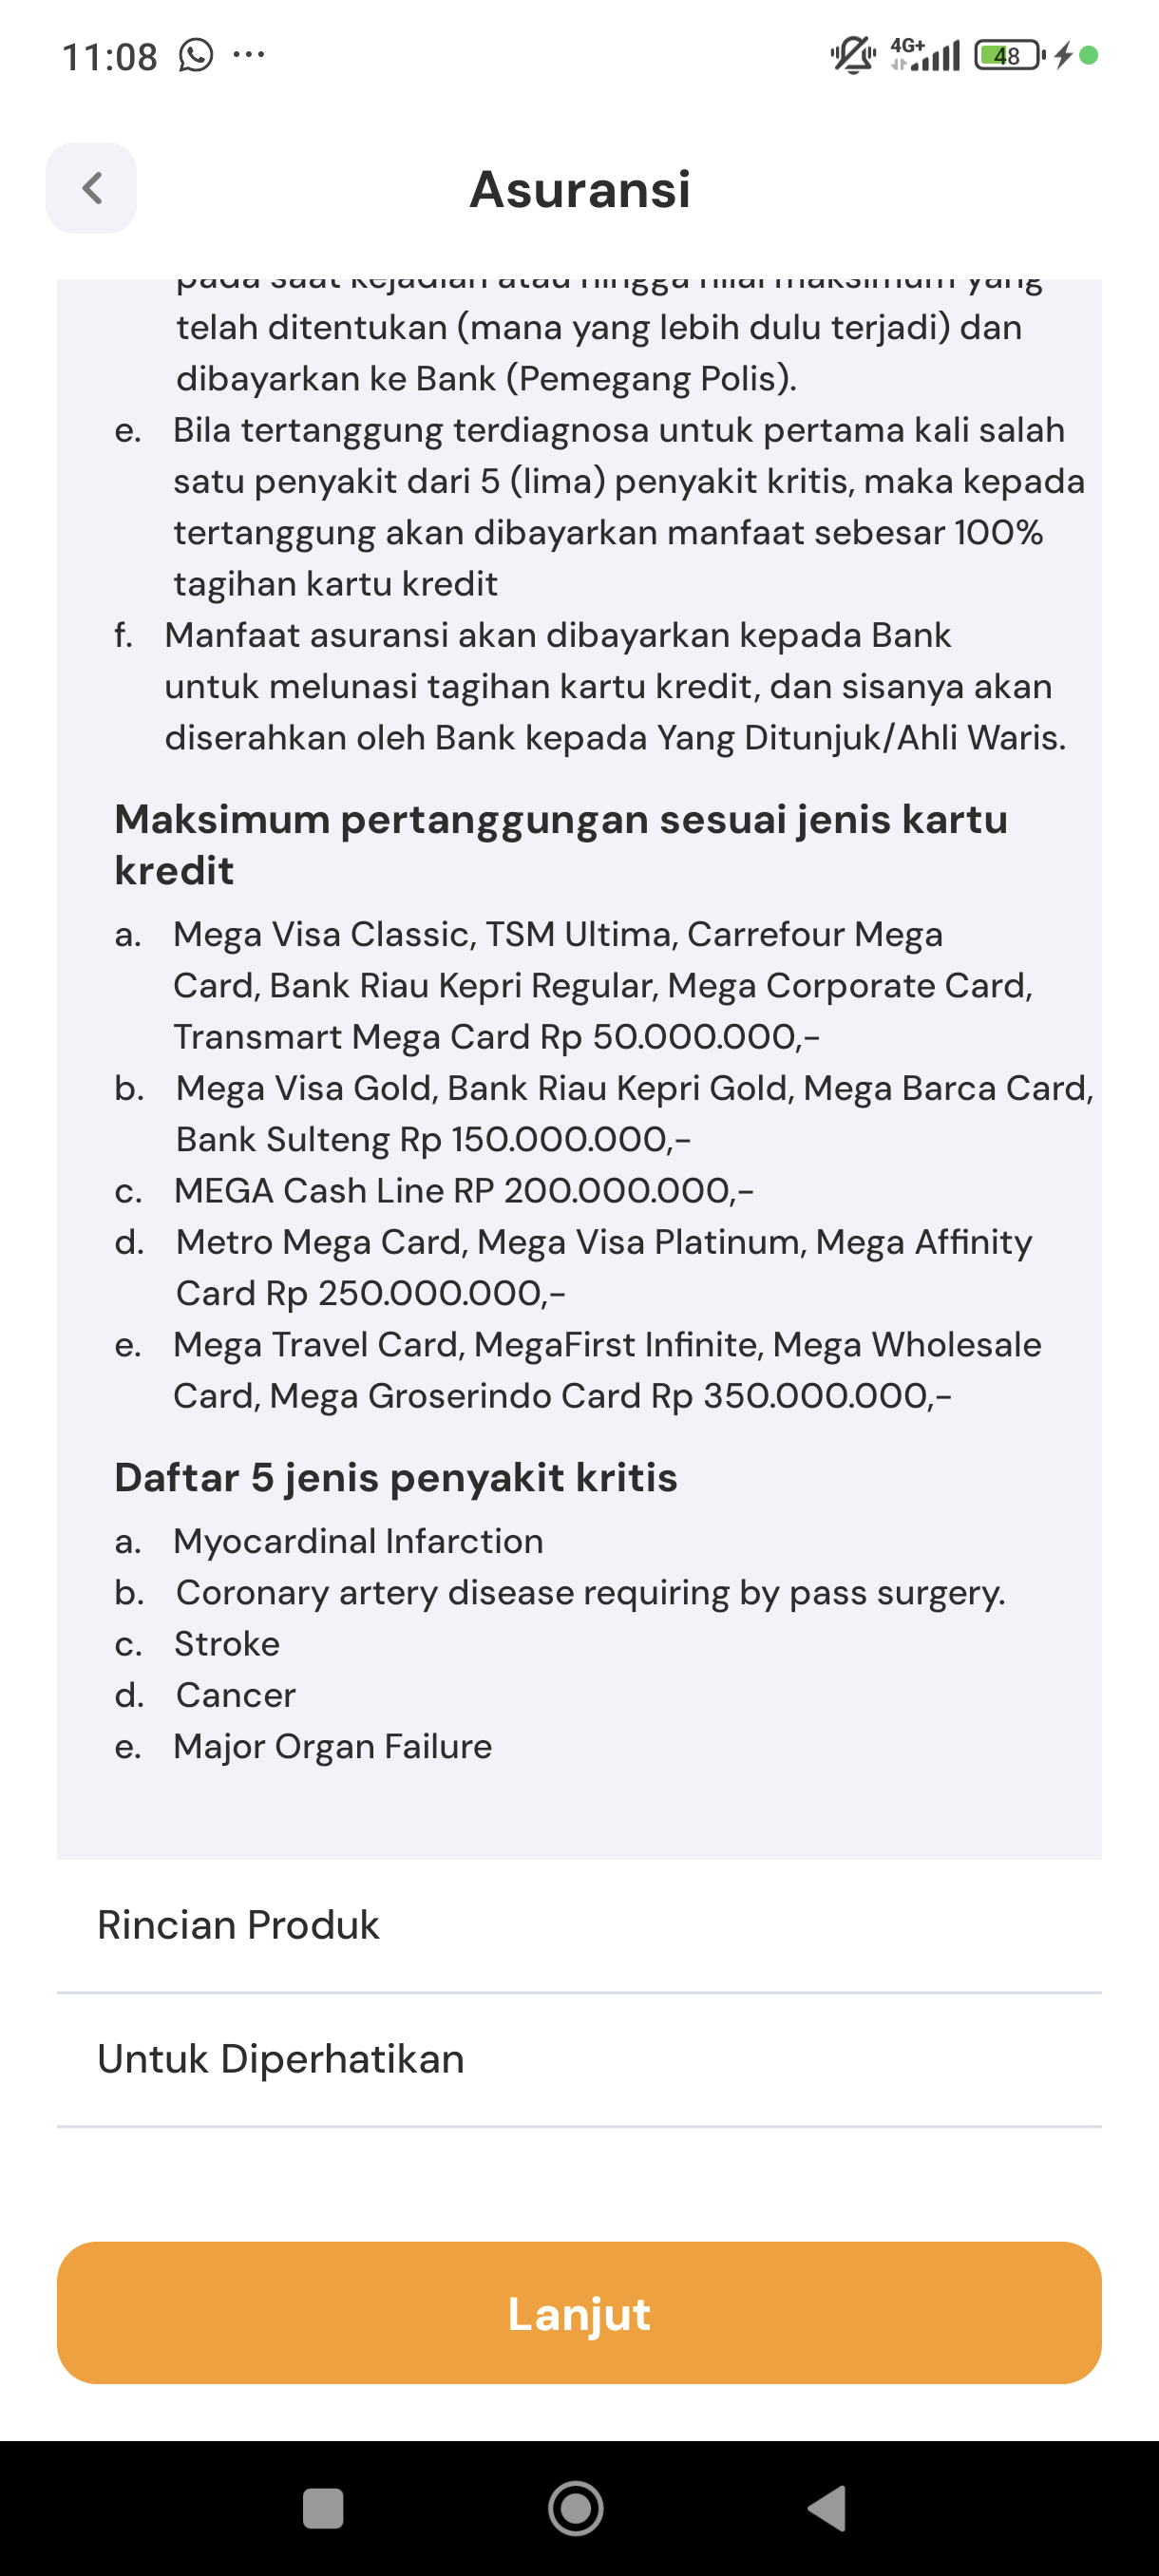 11:08
4G+
48
Asuransi
pada saat kejadian atau hingga nilai maksimum yang
telah ditentukan (mana yang lebih dulu terjadi) dan
dibayarkan ke Bank (Pemegang Polis).
e. Bila tertanggung terdiagnosa untuk pertama kali salah
satu penyakit dari 5 (lima) penyakit kritis, maka kepada
tertanggung akan dibayarkan manfaat sebesar 100%
tagihan kartu kredit
f. Manfaat asuransi akan dibayarkan kepada Bank
untuk melunasi tagihan kartu kredit, dan sisanya akan
diserahkan oleh Bank kepada Yang Ditunjuk/Ahli Waris.
Maksimum pertanggungan sesuai jenis kartu
kredit
a. Mega Visa Classic, TSM Ultima, Carrefour Mega
Card, Bank Riau Kepri Regular, Mega Corporate Card,
Transmart Mega Card Rp 50.000.000,-
b. Mega Visa Gold, Bank Riau Kepri Gold, Mega Barca Card,
Bank Sulteng Rp 150.000.000,-
c. MEGA Cash Line RP 200.000.000,-
d. Metro Mega Card, Mega Visa Platinum, Mega Affinity
Card Rp 250.000.000,-
e. Mega Travel Card, MegaFirst Infinite, Mega Wholesale
Card, Mega Groserindo Card Rp 350.000.000,-
Daftar 5 jenis penyakit kritis
a. Myocardinal Infarction
b. Coronary artery disease requiring by pass surgery.
c. Stroke
d. Cancer
e. Major Organ Failure
Rincian Produk
Untuk Diperhatikan
Lanjut